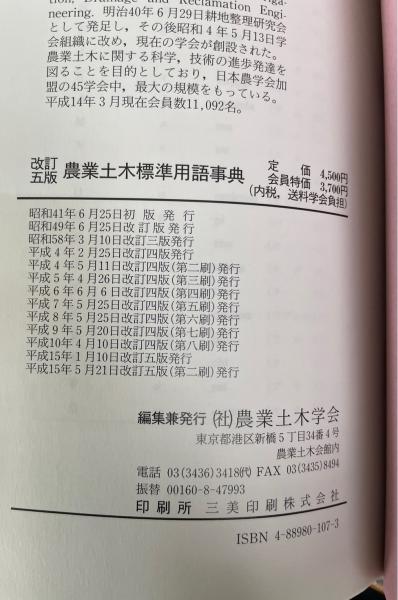 tion, Drainage and Reclamation Engi-
neering. 明治40年6月29日耕地整理研究会
として発足し，その後昭和4年5月13日学
会組織に改め，現在の学会が創設された。
農業土木に関する科学，技術の進歩発達を
図ることを目的としており，日本農学会加
盟の45学会中，最大の規模をもっている。
平成14年3月現在会員数11,092名。
改訂五版 農業土木標準用語事典
定価 4,500円
会員特価 3,700円
(内税，送料学会負担)
昭和41年6月25日初版発行
昭和49年6月25日改訂版発行
昭和58年3月10日改訂三版発行
平成4年2月25日改訂四版発行
平成4年5月11日改訂四版(第二刷)発行
平成5年4月26日改訂四版(第三刷)発行
平成6年6月6日改訂四版(第四刷)発行
平成7年5月25日改訂四版(第五刷)発行
平成8年5月25日改訂四版(第六刷)発行
平成9年5月20日改訂四版(第七刷)発行
平成10年4月10日改訂四版(第八刷)発行
平成15年1月10日改訂五版発行
平成15年5月21日改訂五版(第二刷)発行
編集兼発行 (社)農業土木学会
東京都港区新橋5丁目34番4号
農業土木会館内
電話 03(3436)3418(代) FAX 03(3435)8494
振替 00160-8-47993
印刷所 三美印刷株式会社
ISBN 4-88980-107-3